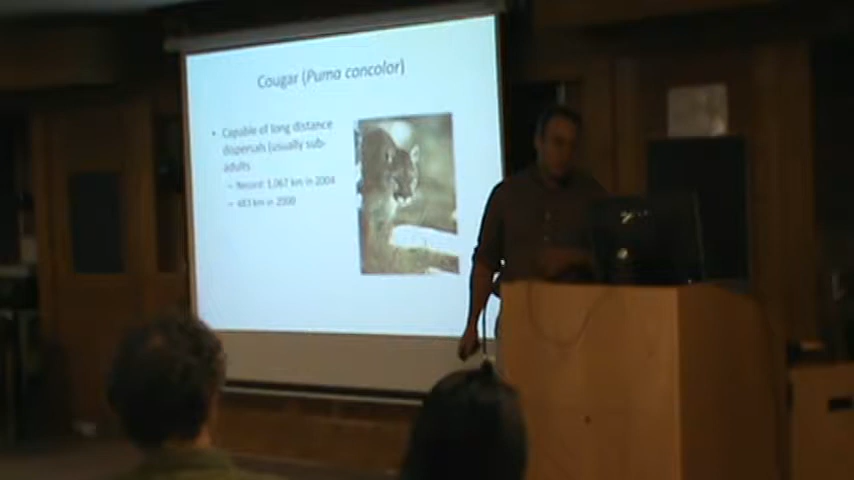 Cougar (Puma concolor)
• Capable of long distance
dispersals (usually sub-
adults
– Record: 1,067 km in 2004
– 483 km in 2000